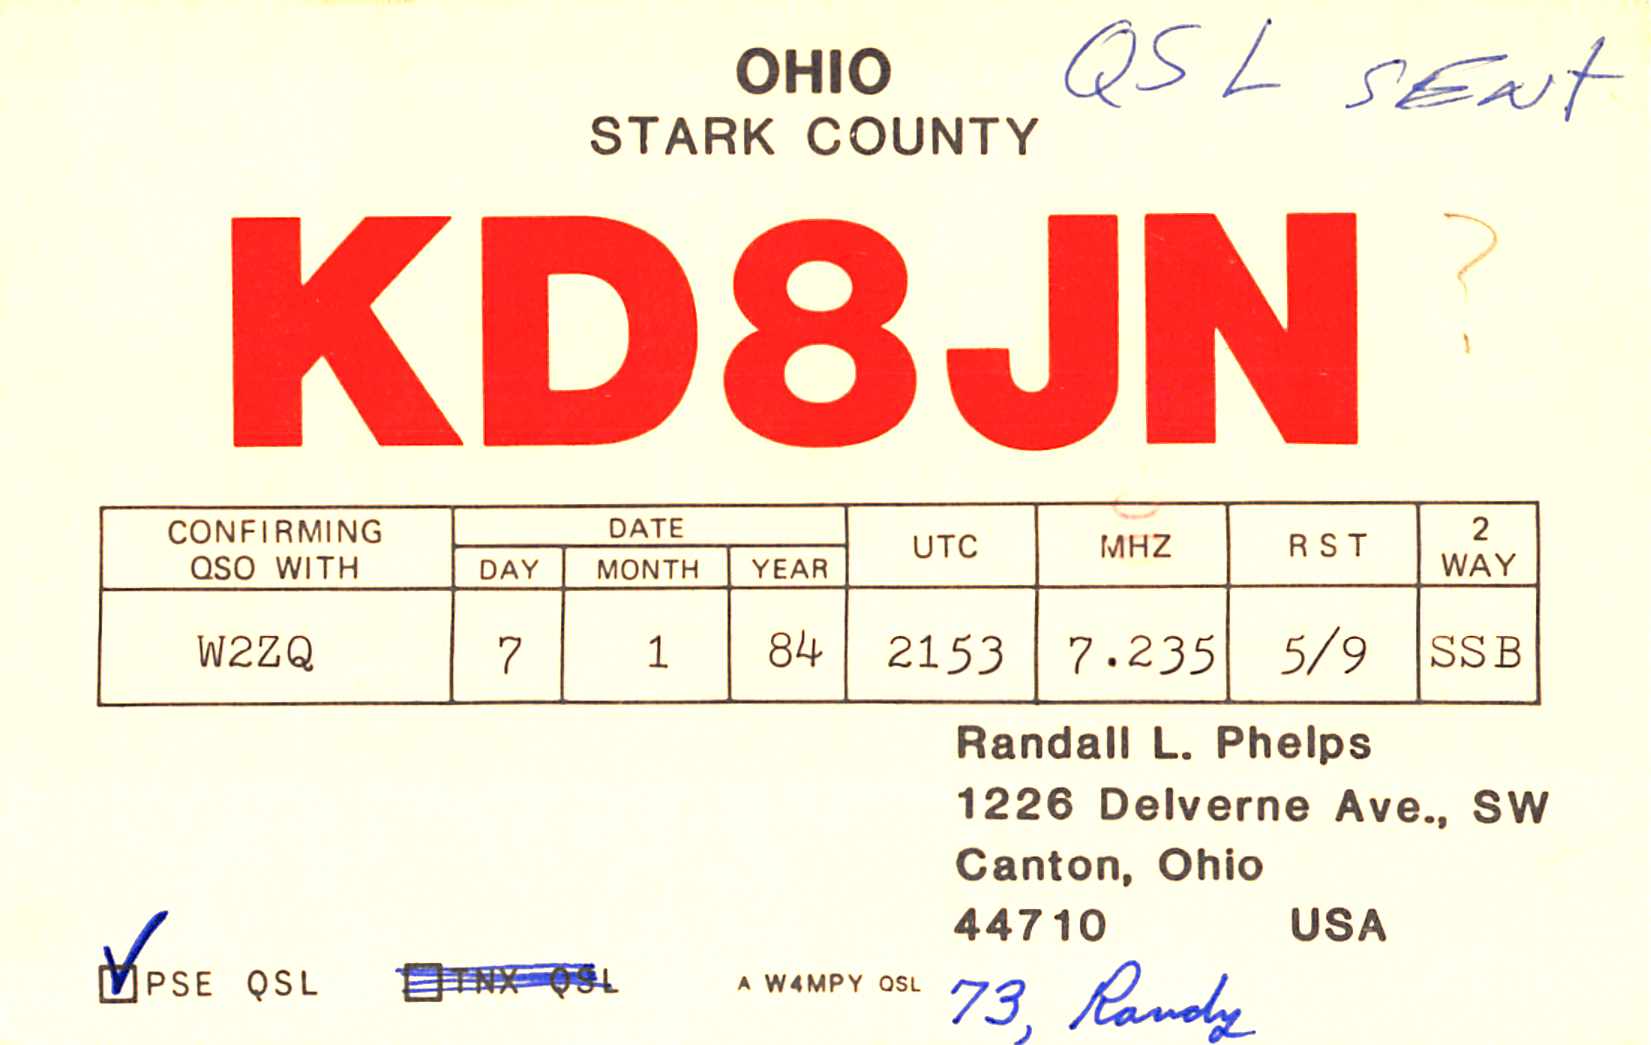 OHIO
QSL SENT
STARK COUNTY
KD8JN ?
CONFIRMING QSO WITH
DATE
DAY MONTH YEAR
UTC
MHZ
RST
2 WAY
W2ZQ 7 1 84 2153 7.235 5/9 SSB
Randall L. Phelps
1226 Delverne Ave., SW
Canton, Ohio
44710 USA
PSE QSL TNX QSL A W4MPY QSL
73, Randy